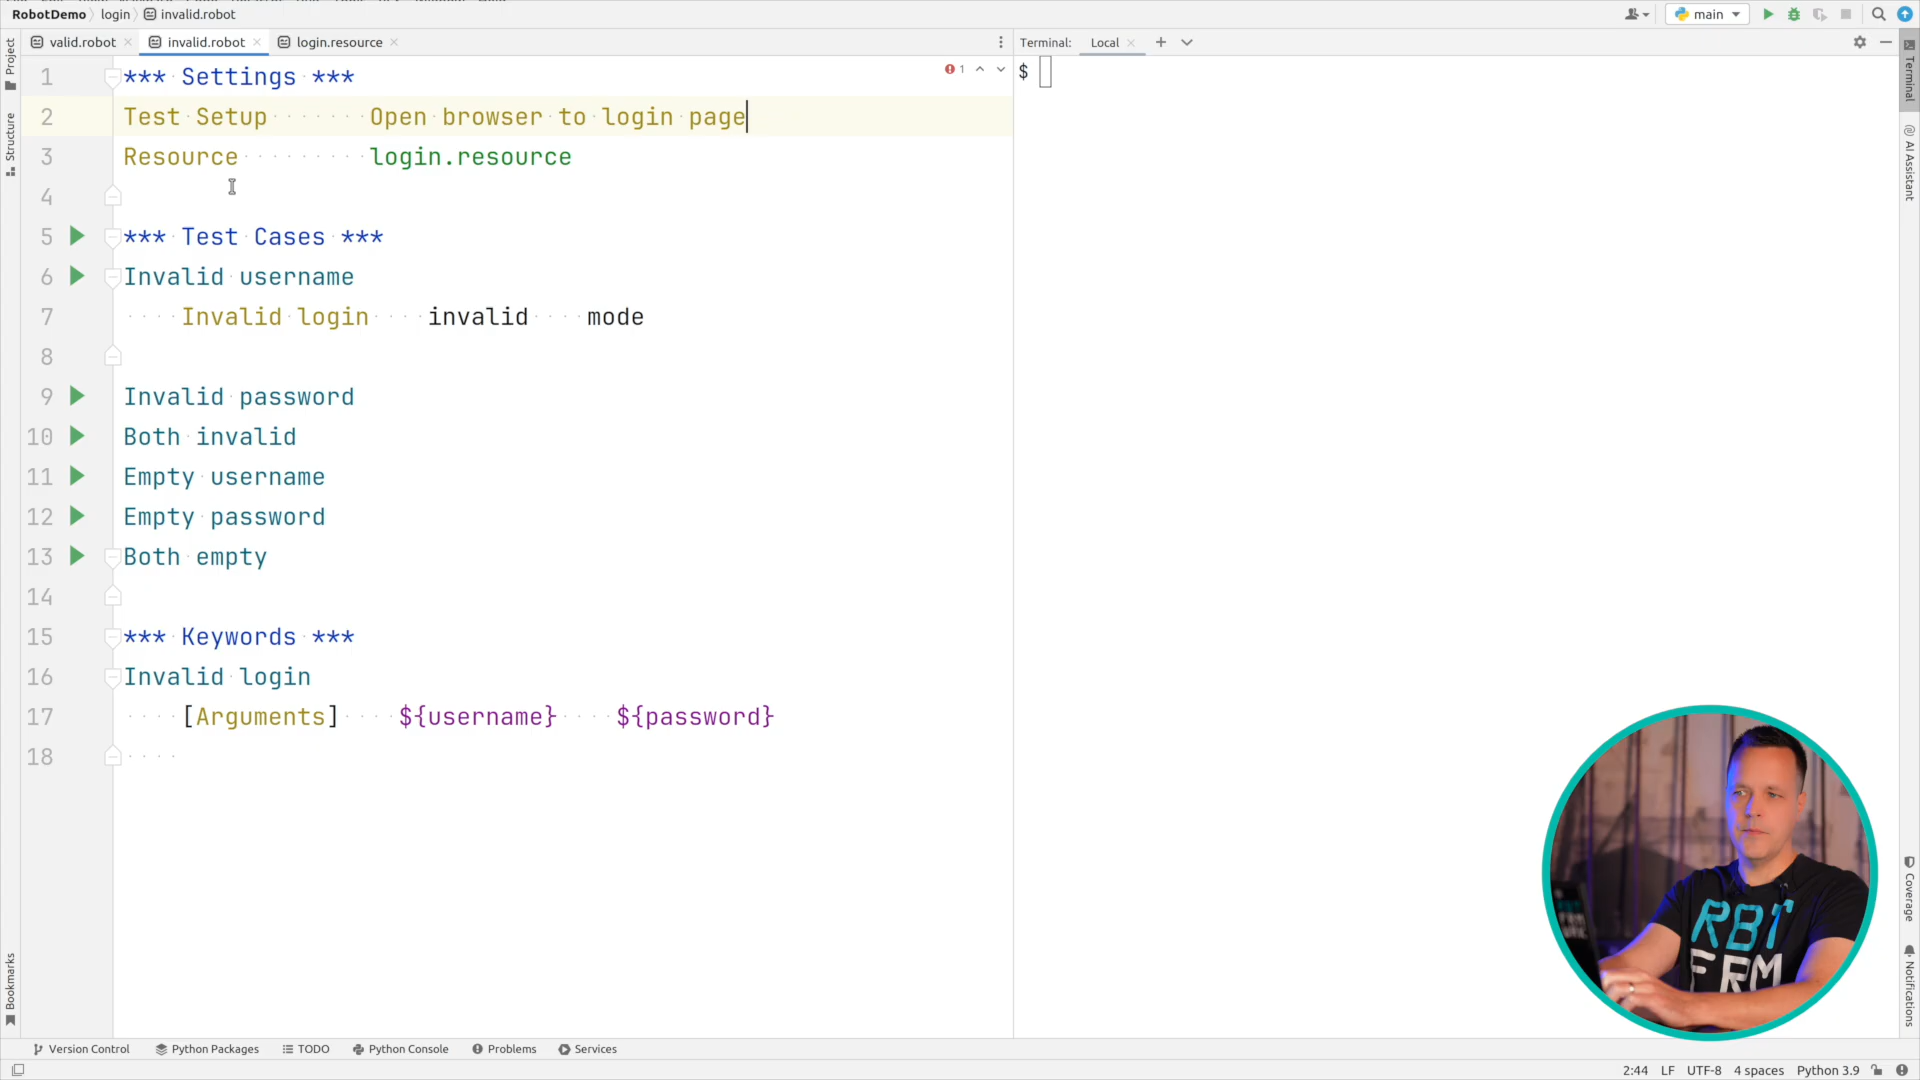 RobotDemo login invalid.robot
main
valid.robot
invalid.robot
login.resource
Terminal: Local
Project
Structure
Bookmarks
1 *** Settings ***
2 Test Setup Open browser to login page
3 Resource login.resource
4
5 *** Test Cases ***
6 Invalid username
7 Invalid login invalid mode
8
9 Invalid password
10 Both invalid
11 Empty username
12 Empty password
13 Both empty
14
15 *** Keywords ***
16 Invalid login
17 [Arguments] ${username} ${password}
18
1
$
Terminal
AI Assistant
Coverage
Notifications
RBT
FRM
Version Control Python Packages TODO Python Console Problems Services
2:44 LF UTF-8 4 spaces Python 3.9